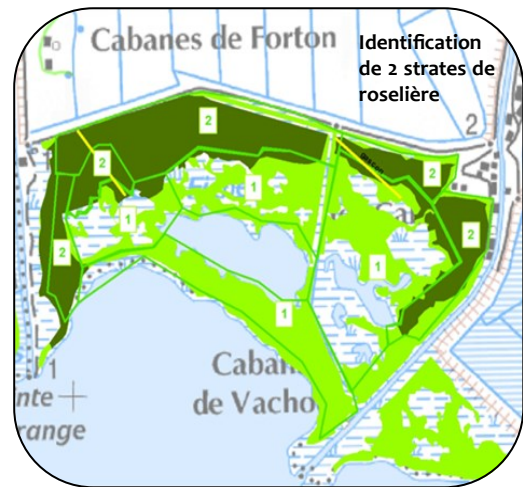 Cabanes de Forton
Identification
de 2 strates de
roselière
2
2
2
2
1
1
2
2
1
1
Caban
de Vacho
1
nte
range